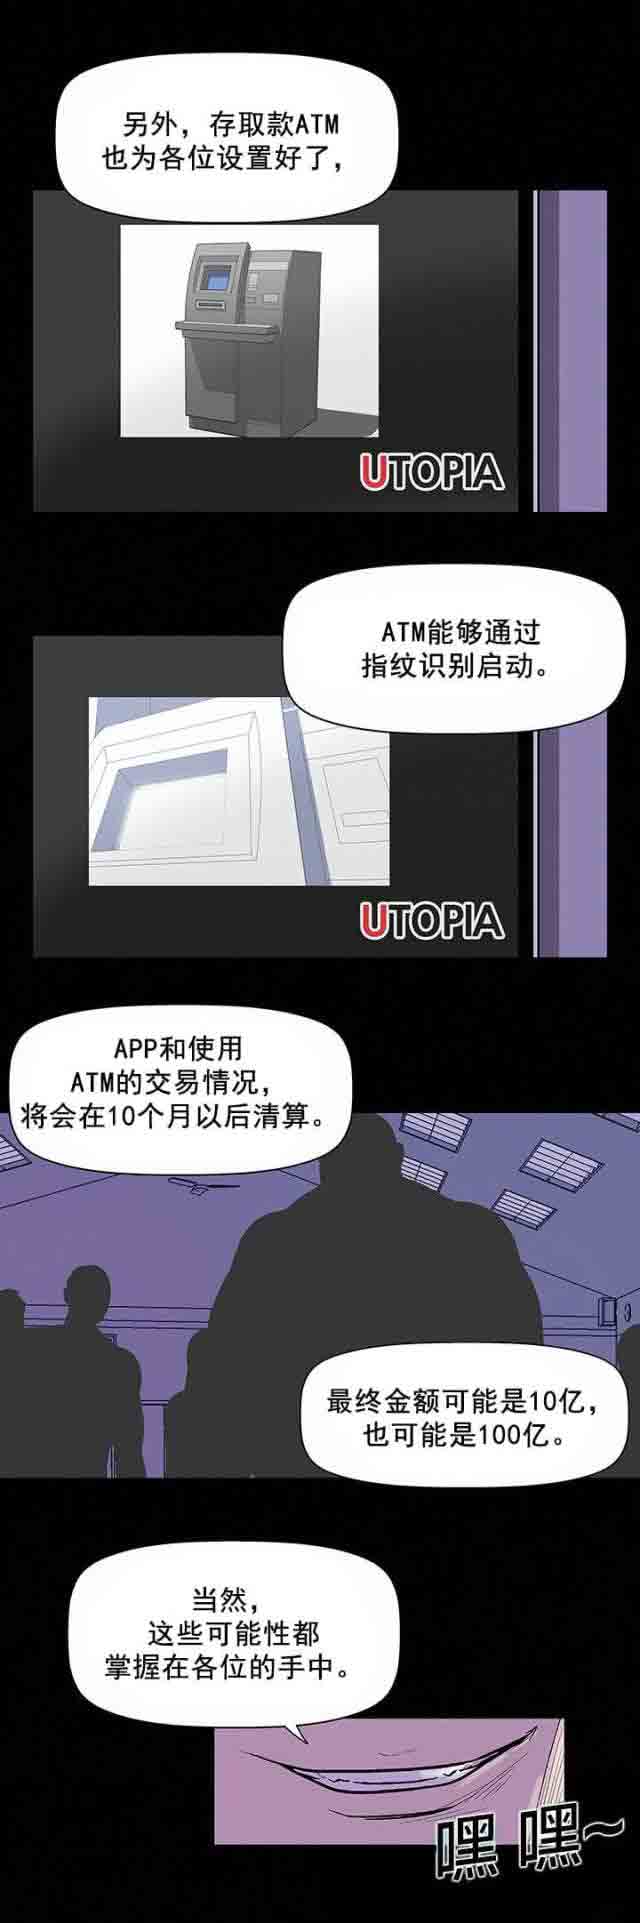 另外，存取款ATM
也为各位设置好了，
UTOPIA
ATM能够通过
指纹识别启动。
UTOPIA
APP和使用
ATM的交易情况，
将会在10个月以后清算。
最终金额可能是10亿，
也可能是100亿。
当然，
这些可能性都
掌握在各位的手中。
嘿 嘿~